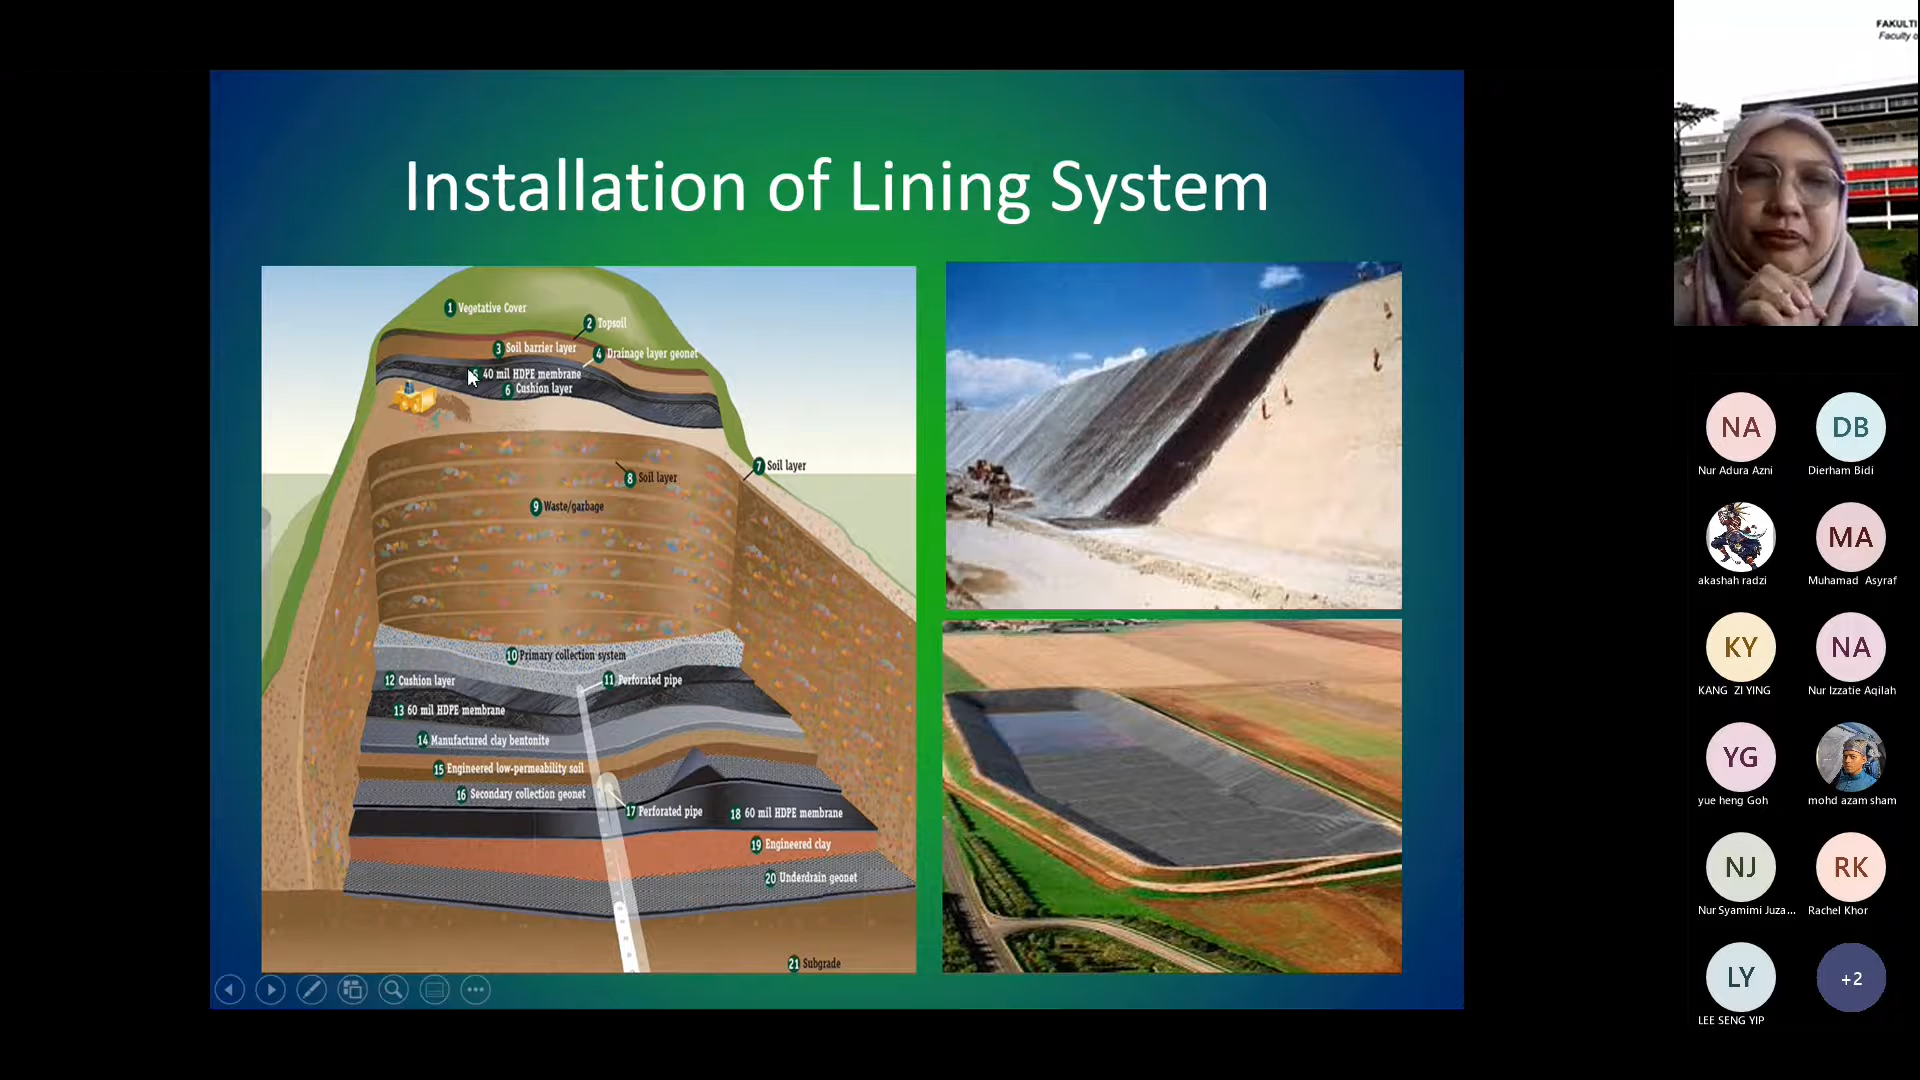 FAKULTI
Faculty o
Installation of Lining System
1 Vegetative Cover
2 Topsoil
3 Soil barrier layer
4 Drainage layer geonet
40 mil HDPE membrane
6 Cushion layer
7 Soil layer
8 Soil layer
9 Waste/garbage
10 Primary collection system
11 Perforated pipe
12 Cushion layer
13 60 mil HDPE membrane
14 Manufactured clay bentonite
15 Engineered low-permeability soil
16 Secondary collection geonet
17 Perforated pipe
18 60 mil HDPE membrane
19 Engineered clay
20 Underdrain geonet
21 Subgrade
NA
DB
Nur Adura Azni
Dierham Bidi
MA
akashah radzi
Muhamad Asyraf
KY
NA
KANG ZI YING
Nur Izzatie Aqilah
YG
yue heng Goh
mohd azam sham
NJ
RK
Nur Syamimi Juza...
Rachel Khor
LY
+2
LEE SENG YIP